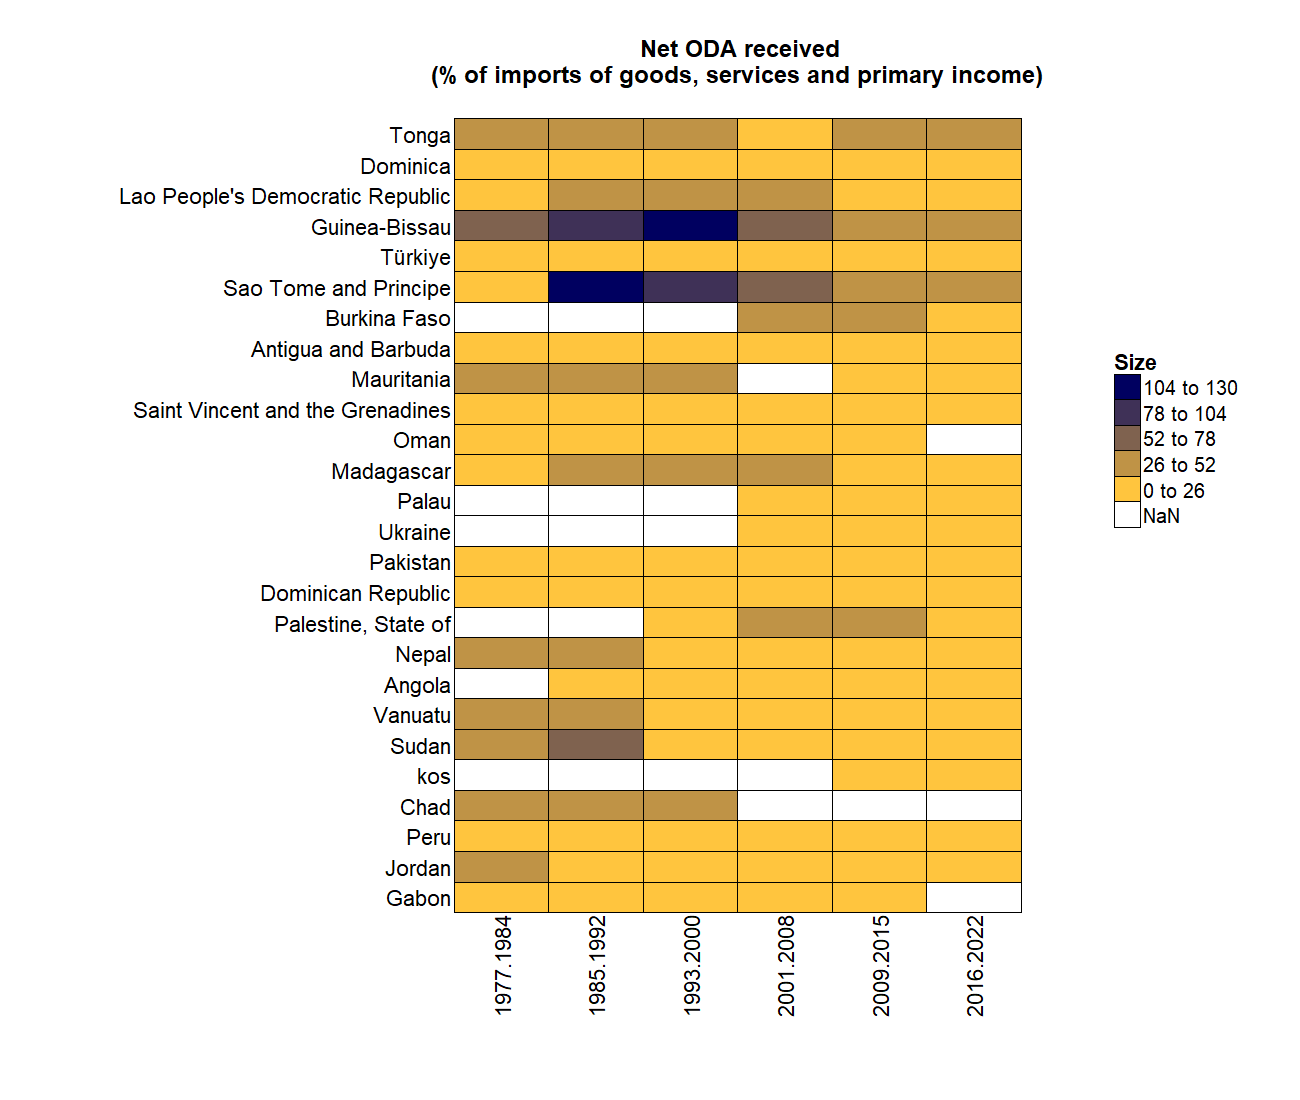 Net ODA received
(% of imports of goods, services and primary income)
Tonga
Dominica
Lao People's Democratic Republic
Guinea-Bissau
Türkiye
Sao Tome and Principe
Burkina Faso
Antigua and Barbuda
Mauritania
Saint Vincent and the Grenadines
Oman
Madagascar
Palau
Ukraine
Pakistan
Dominican Republic
Palestine, State of
Nepal
Angola
Vanuatu
Sudan
kos
Chad
Peru
Jordan
Gabon
1977.1984
1985.1992
1993.2000
2001.2008
2009.2015
2016.2022
Size
104 to 130
78 to 104
52 to 78
26 to 52
0 to 26
NaN